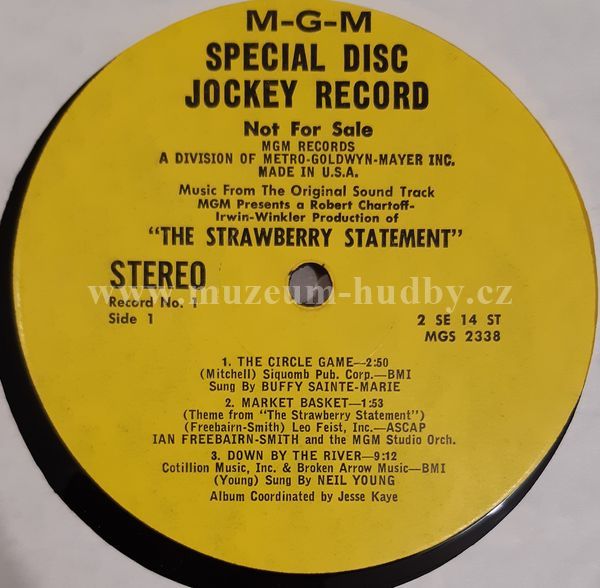 M-G-M
SPECIAL DISC
JOCKEY RECORD
Not For Sale
MGM RECORDS
A DIVISION OF METRO-GOLDWYN-MAYER INC.
MADE IN U.S.A.
Music From The Original Sound Track
MGM Presents a Robert Chartoff-
Irwin-Winkler Production of
"THE STRAWBERRY STATEMENT"
STEREO
www.muzeum-hudby.cz
Record No. 1
Side 1
2 SE 14 ST
MGS 2338
1. THE CIRCLE GAME—2:50
(Mitchell) Siquomb Pub. Corp.—BMI
Sung By BUFFY SAINTE-MARIE
2. MARKET BASKET—1:53
(Theme from "The Strawberry Statement")
(Freebairn-Smith) Leo Feist, Inc.—ASCAP
IAN FREEBAIRN-SMITH and the MGM Studio Orch.
3. DOWN BY THE RIVER—9:12
Cotillion Music, Inc. & Broken Arrow Music—BMI
(Young) Sung By NEIL YOUNG
Album Coordinated by Jesse Kaye